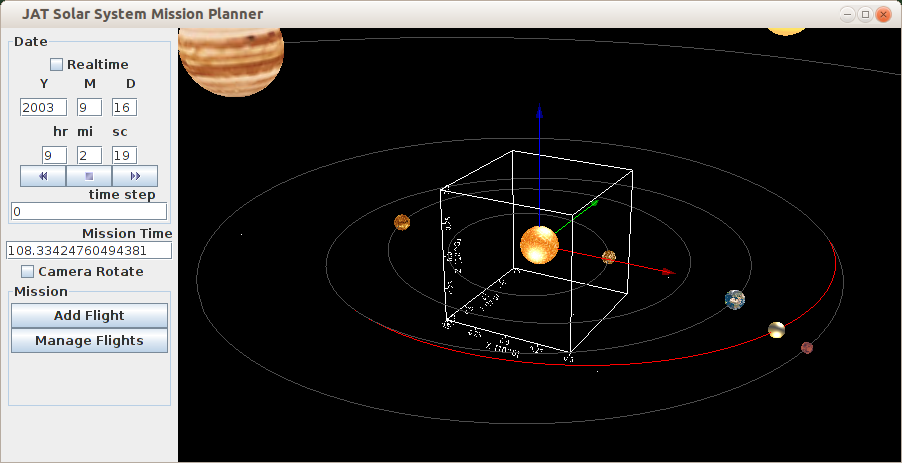 JAT Solar System Mission Planner
Date
Realtime
Y M D
2003 9 16
hr mi sc
9 2 19
time step
0
Mission Time
108.33424760494381
Camera Rotate
Mission
Add Flight
Manage Flights